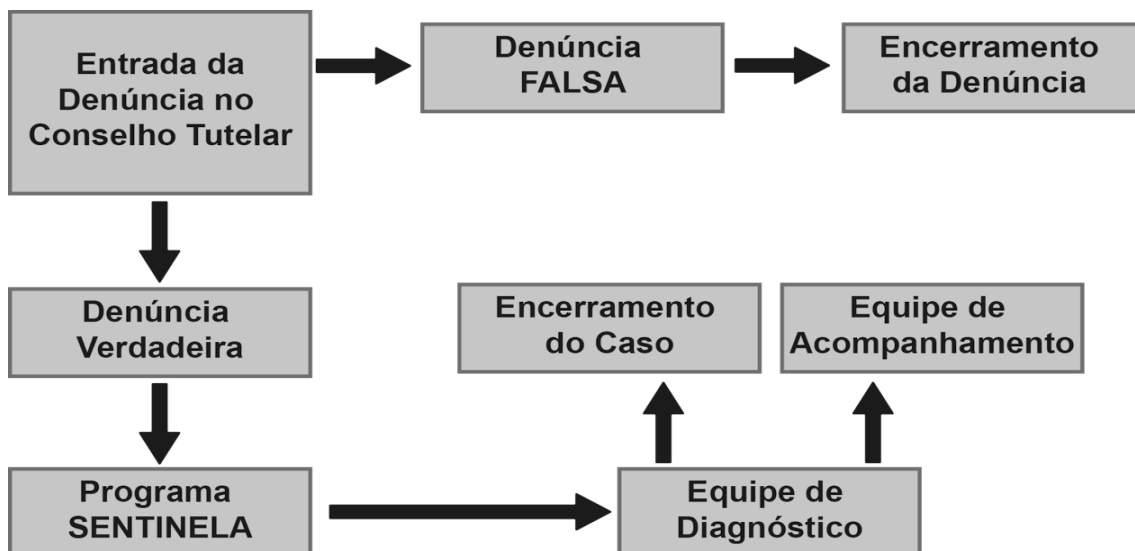 Entrada da
Denúncia no
Conselho Tutelar
Denúncia
FALSA
Encerramento
da Denúncia
Denúncia
Verdadeira
Encerramento
do Caso
Equipe de
Acompanhamento
Programa
SENTINELA
Equipe de
Diagnóstico